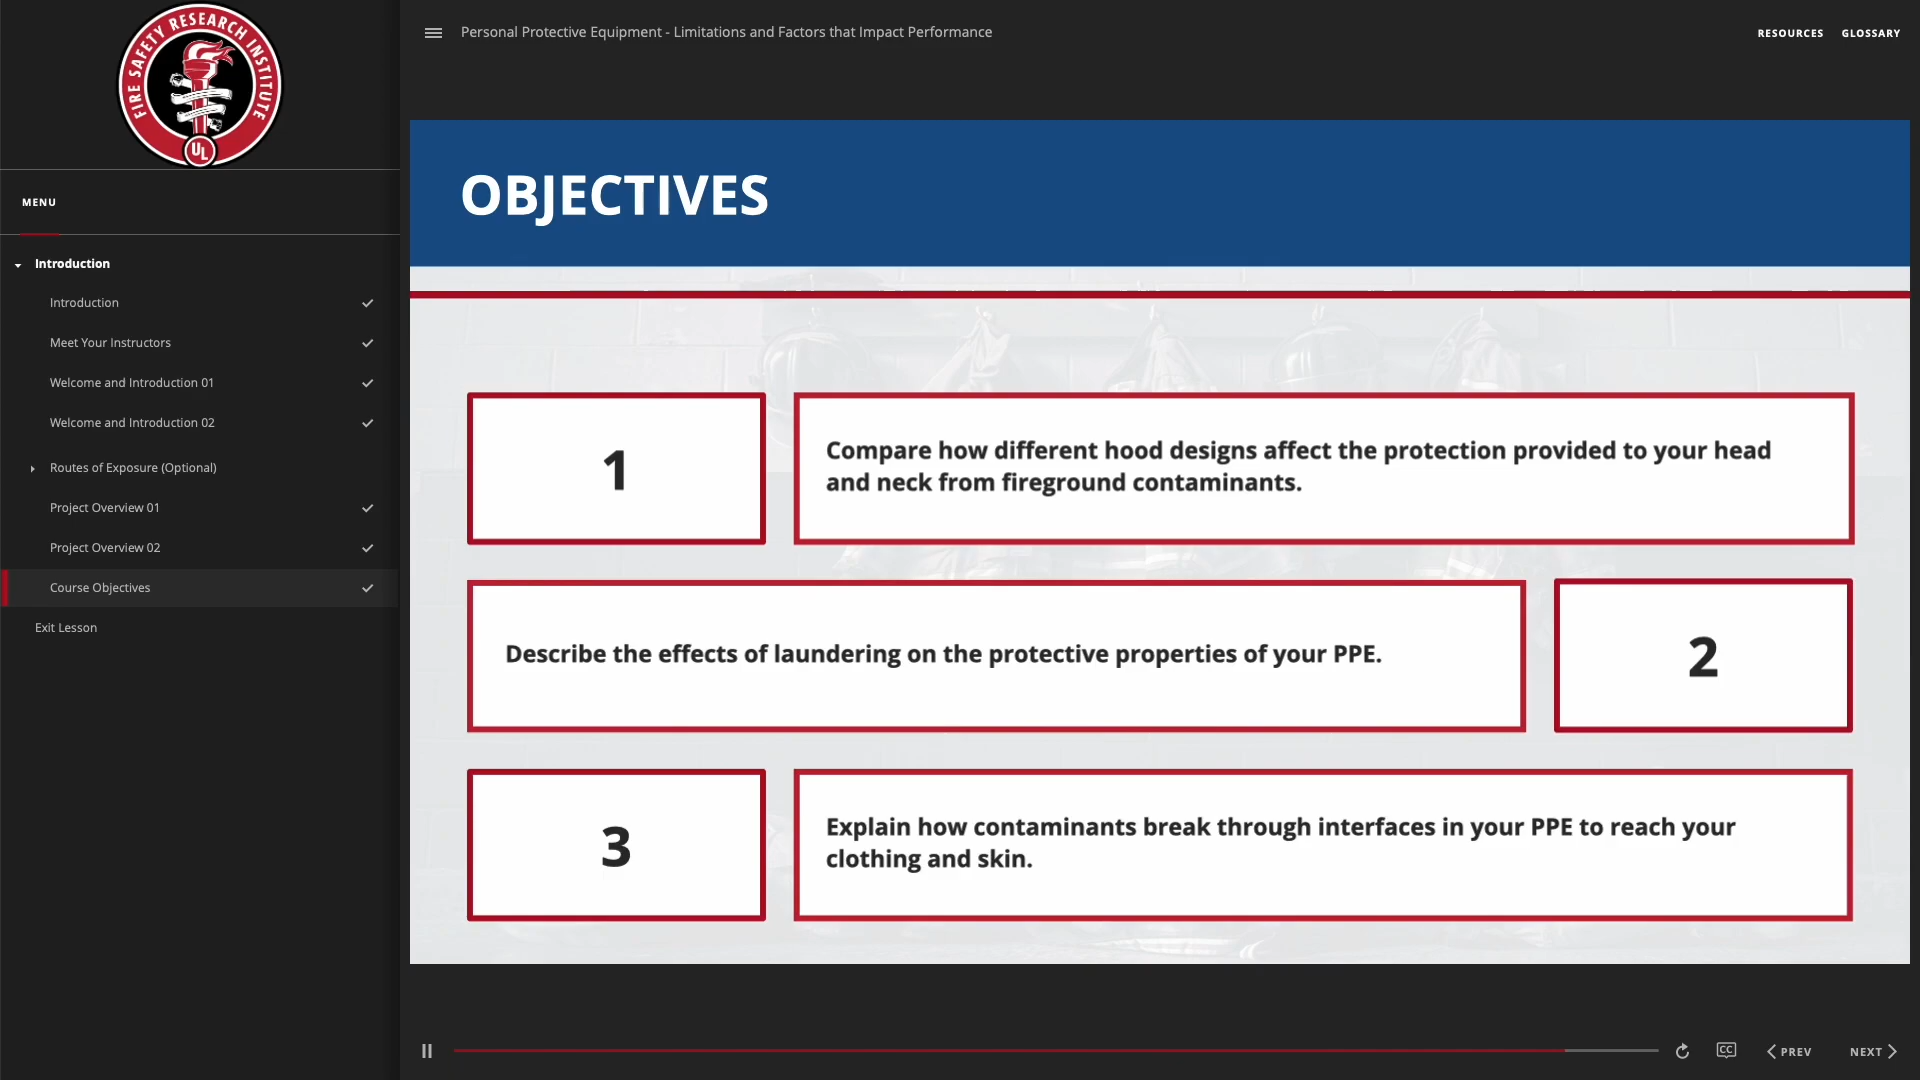 FIRE SAFETY RESEARCH INSTITUTE
UL
Personal Protective Equipment - Limitations and Factors that Impact Performance
RESOURCES
GLOSSARY
MENU
Introduction
Introduction
Meet Your Instructors
Welcome and Introduction 01
Welcome and Introduction 02
Routes of Exposure (Optional)
Project Overview 01
Project Overview 02
Course Objectives
Exit Lesson
OBJECTIVES
1
Compare how different hood designs affect the protection provided to your head
and neck from fireground contaminants.
Describe the effects of laundering on the protective properties of your PPE.
2
3
Explain how contaminants break through interfaces in your PPE to reach your
clothing and skin.
CC
PREV
NEXT